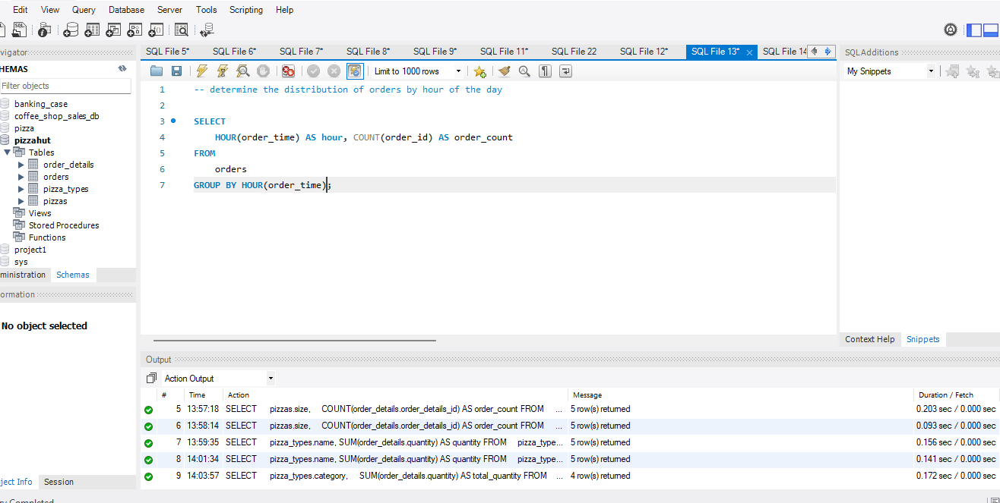 Edit View Query Database Server Tools Scripting Help
vigator
HEMAS
Filter objects
banking_case
coffee_shop_sales_db
pizza
pizzahut
Tables
order_details
orders
pizza_types
pizzas
Views
Stored Procedures
Functions
project1
sys
ministration Schemas
ormation
No object selected
ject Info Session
ry Completed
SQL File 5* SQL File 6* SQL File 7* SQL File 8* SQL File 9* SQL File 11* SQL File 22 SQL File 12* SQL File 13* SQL File 14
Limit to 1000 rows
1 -- determine the distribution of orders by hour of the day
2
3 SELECT
4 HOUR(order_time) AS hour, COUNT(order_id) AS order_count
5 FROM
6 orders
7 GROUP BY HOUR(order_time);
SQLAdditions
My Snippets
Context Help Snippets
Output
Action Output
# Time Action Message Duration / Fetch
5 13:57:18 SELECT pizzas.size, COUNT(order_details.order_details_id) AS order_count FROM ... 5 row(s) returned 0.203 sec / 0.000 sec
6 13:58:14 SELECT pizzas.size, COUNT(order_details.order_details_id) AS order_count FROM ... 5 row(s) returned 0.093 sec / 0.000 sec
7 13:59:35 SELECT pizza_types.name, SUM(order_details.quantity) AS quantity FROM pizza_type... 5 row(s) returned 0.156 sec / 0.000 sec
8 14:01:34 SELECT pizza_types.name, SUM(order_details.quantity) AS quantity FROM pizza_type... 5 row(s) returned 0.141 sec / 0.000 sec
9 14:03:57 SELECT pizza_types.category, SUM(order_details.quantity) AS total_quantity FROM ... 4 row(s) returned 0.172 sec / 0.000 sec